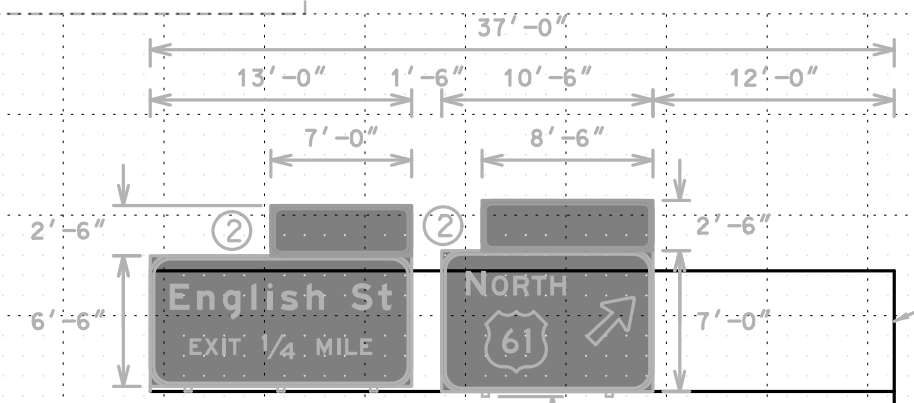 37'-0"
13'-0" 1'-6" 10'-6" 12'-0"
7'-0" 8'-6"
2'-6" 2 2 2'-6"
English St
EXIT 1/4 MILE
NORTH
61
6'-6" 7'-0"